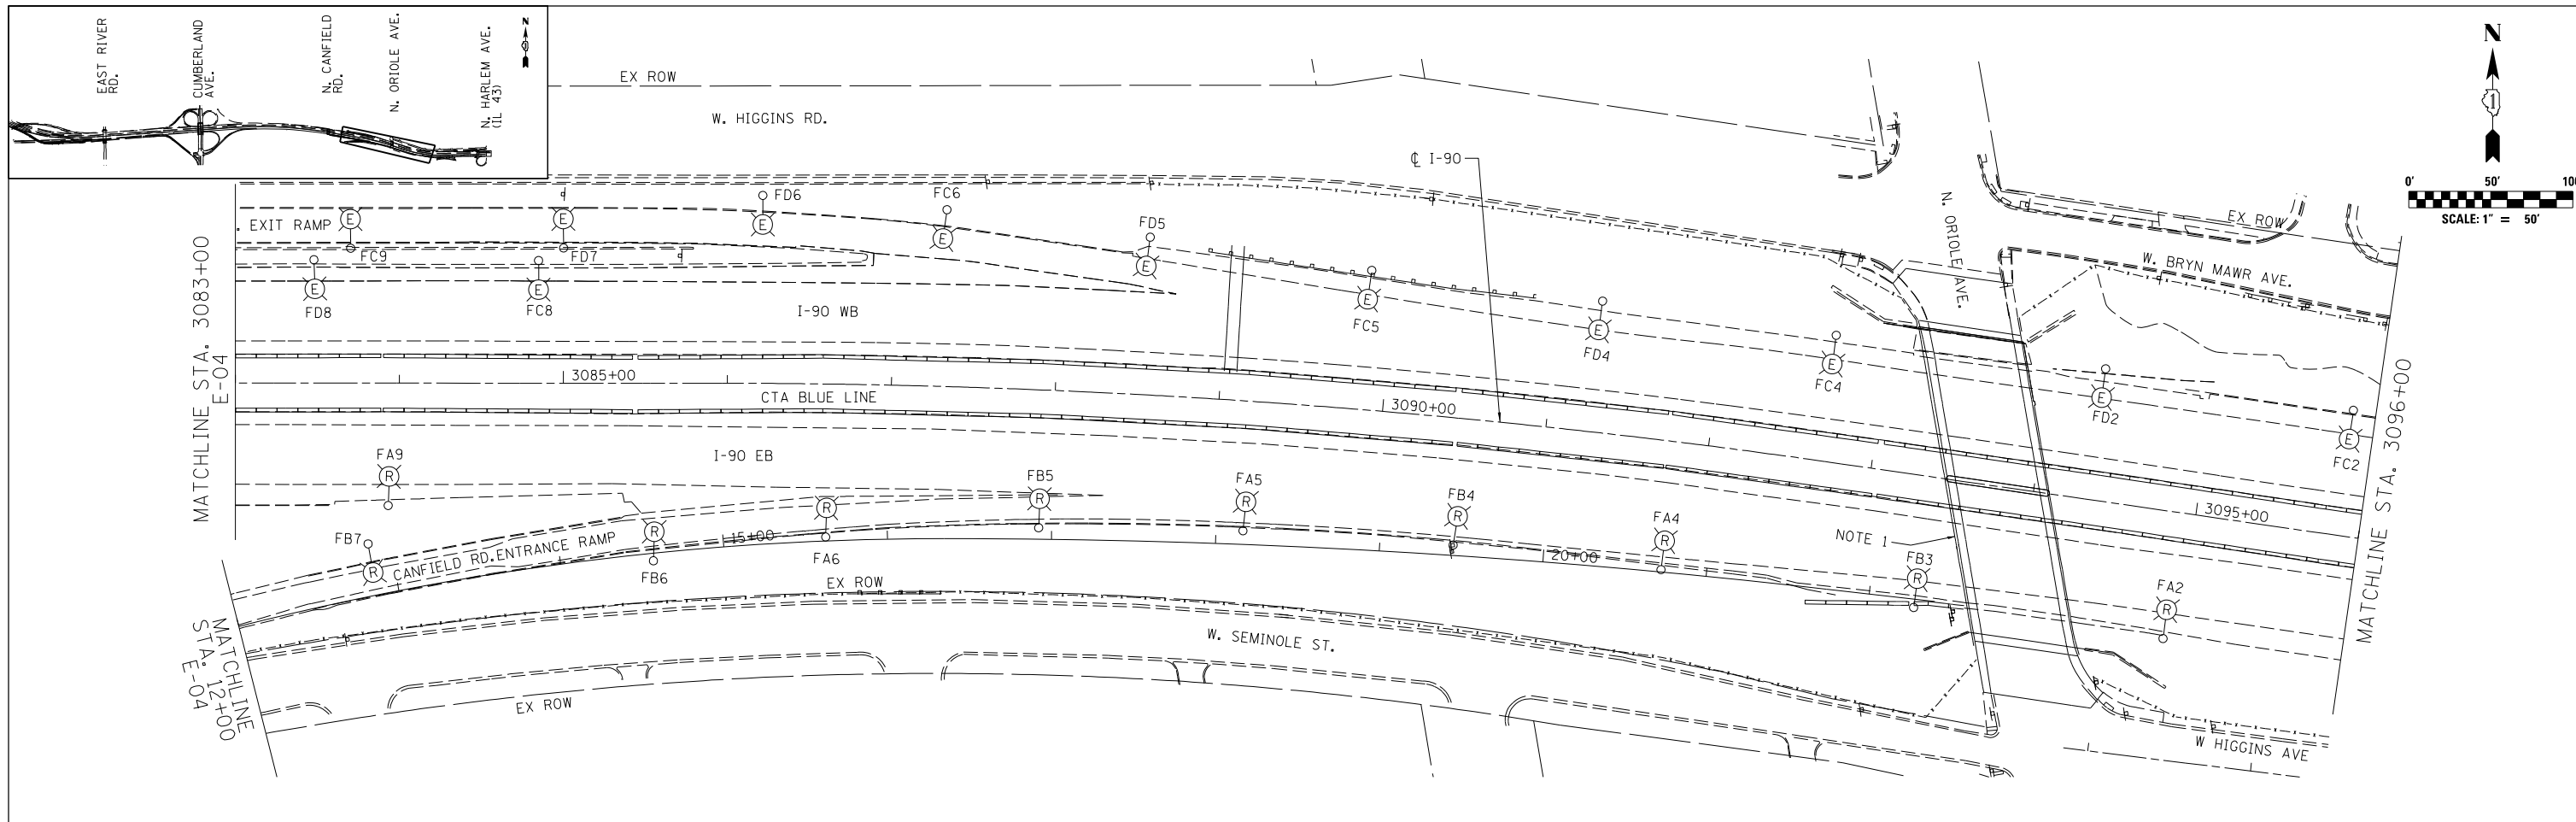 EAST RIVER
RD.
CUMBERLAND
AVE.
N. CANFIELD
RD.
N. ORIOLE AVE.
N. HARLEM AVE.
(IL 43)
N
EX ROW
W. HIGGINS RD.
℄ I-90
N
1
0'
50'
100
SCALE: 1" = 50'
MATCHLINE STA. 3083+00
E-04
. EXIT RAMP
E
FC9
E
FD7
FD6
E
FC6
E
FD5
E
N. ORIOLE AVE.
EX ROW
W. BRYN MAWR AVE.
E
FD8
E
FC8
I-90 WB
E
FC5
E
FD4
E
FC4
E
FD2
E
FC2
3085+00
CTA BLUE LINE
3090+00
3095+00
MATCHLINE STA. 3096+00
I-90 EB
FA9
R
FB7
R
CANFIELD RD. ENTRANCE RAMP
R
FB6
15+00
R
FA6
FB5
R
FA5
R
FB4
R
FA4
R
20+00
NOTE 1
FB3
R
FA2
R
EX ROW
W. SEMINOLE ST.
EX ROW
W HIGGINS AVE
MATCHLINE
STA. 12+00
E-04